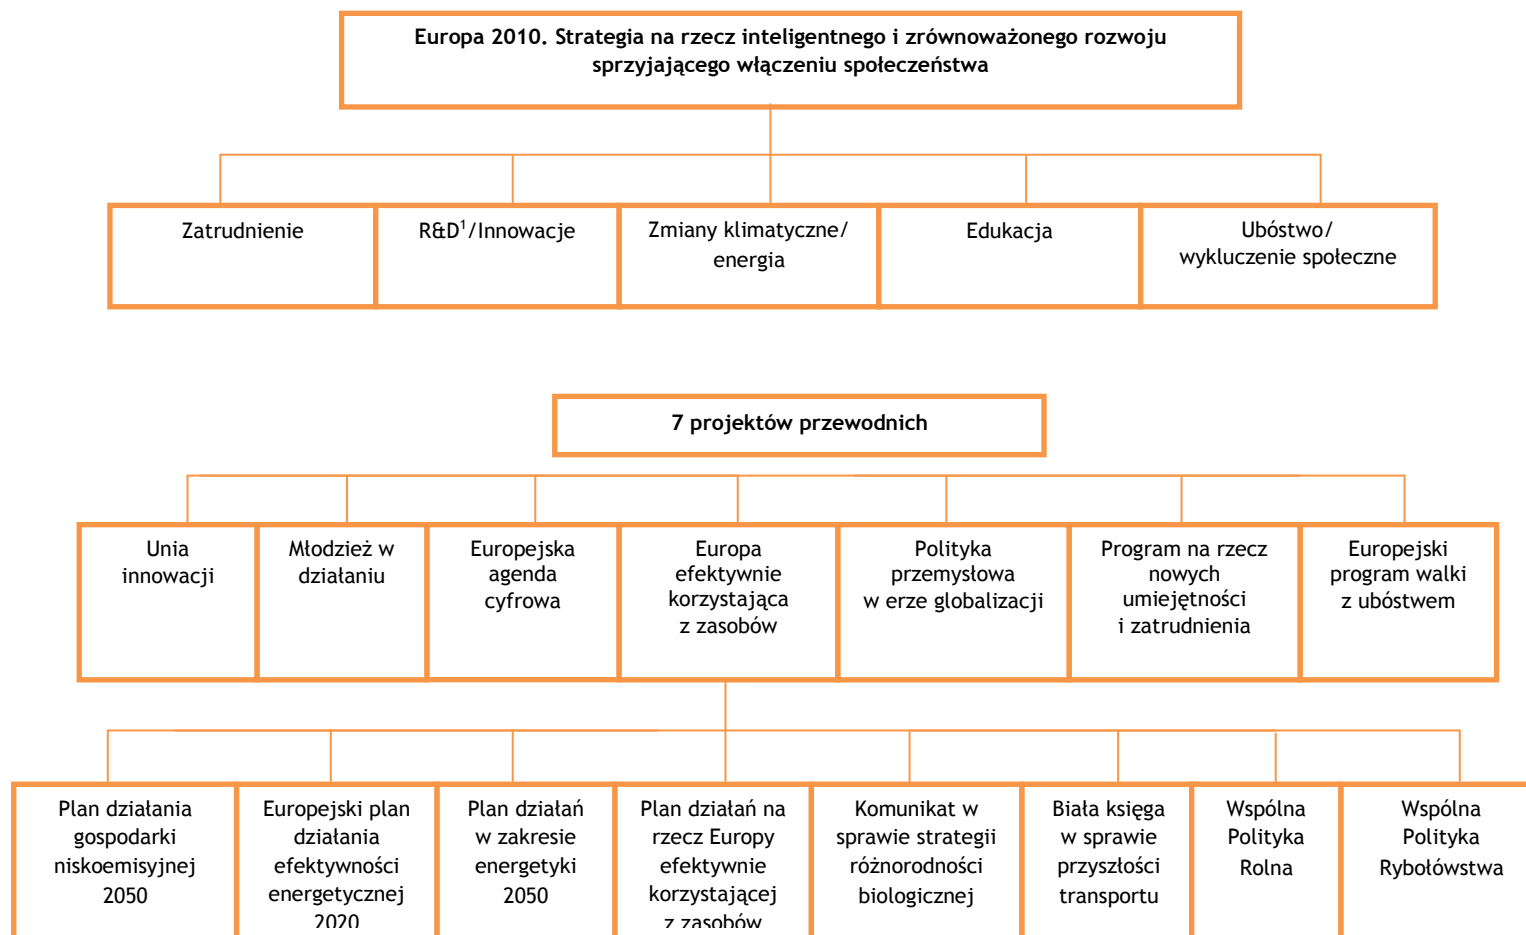 Europa 2010. Strategia na rzecz inteligentnego i zrównoważonego rozwoju
sprzyjającego włączeniu społeczeństwa
Zatrudnienie
R&D¹/Innowacje
Zmiany klimatyczne/
energia
Edukacja
Ubóstwo/
wykluczenie społeczne
7 projektów przewodnich
Unia
innowacji
Młodzież w
działaniu
Europejska
agenda
cyfrowa
Europa
efektywnie
korzystająca
z zasobów
Polityka
przemysłowa
w erze globalizacji
Program na rzecz
nowych
umiejętności
i zatrudnienia
Europejski
program walki
z ubóstwem
Plan działania
gospodarki
niskoemisyjnej
2050
Europejski plan
działania
efektywności
energetycznej
2020
Plan działań
w zakresie
energetyki
2050
Plan działań na
rzecz Europy
efektywnie
korzystającej
z zasobów
Komunikat w
sprawie strategii
różnorodności
biologicznej
Biała księga
w sprawie
przyszłości
transportu
Wspólna
Polityka
Rolna
Wspólna
Polityka
Rybołówstwa